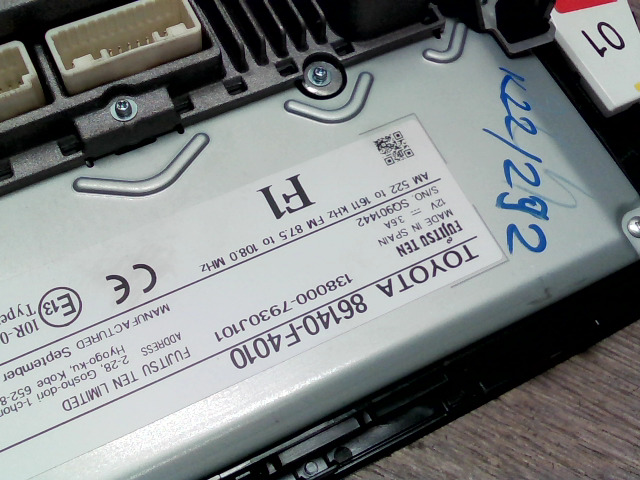 TOYOTA 86140-F4010
138000-7930J101
FUJITSU TEN
MADE IN SPAIN
12V 3.6A
S/NO SQ901442
AM 522 to 1611 kHz FM 87.5 to 108.0 MHz
F1
FUJITSU TEN LIMITED
ADDRESS
2-28, Gosho-dori 1-chom
Hyogo-ku, Kobe 652-8
MANUFACTURED September
CE
E13
10R-0
Type
K22/292
01